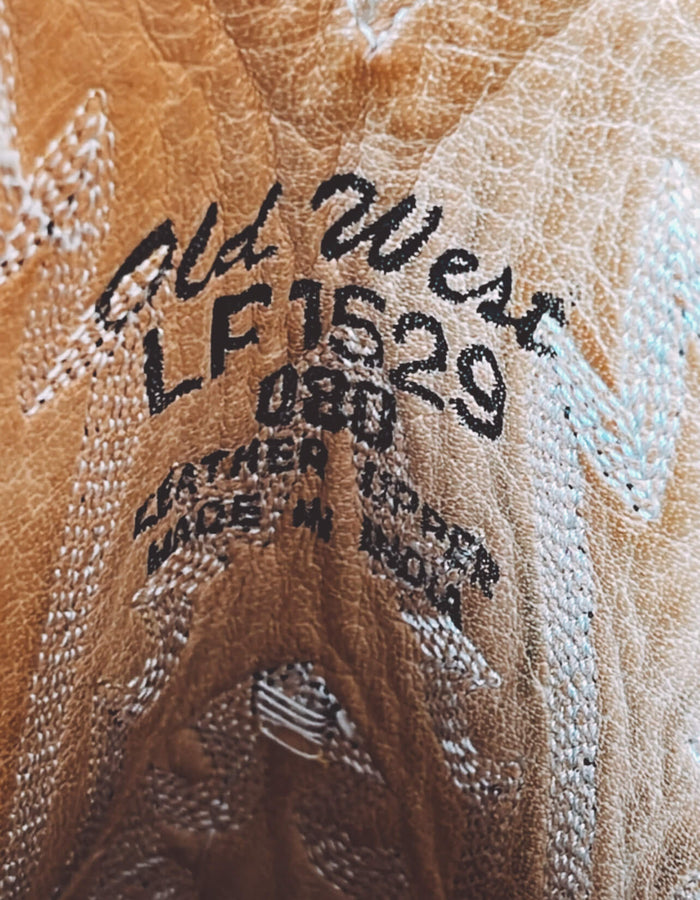 Old West
LF1529
080
LEATHER UPPER
MADE IN INDIA